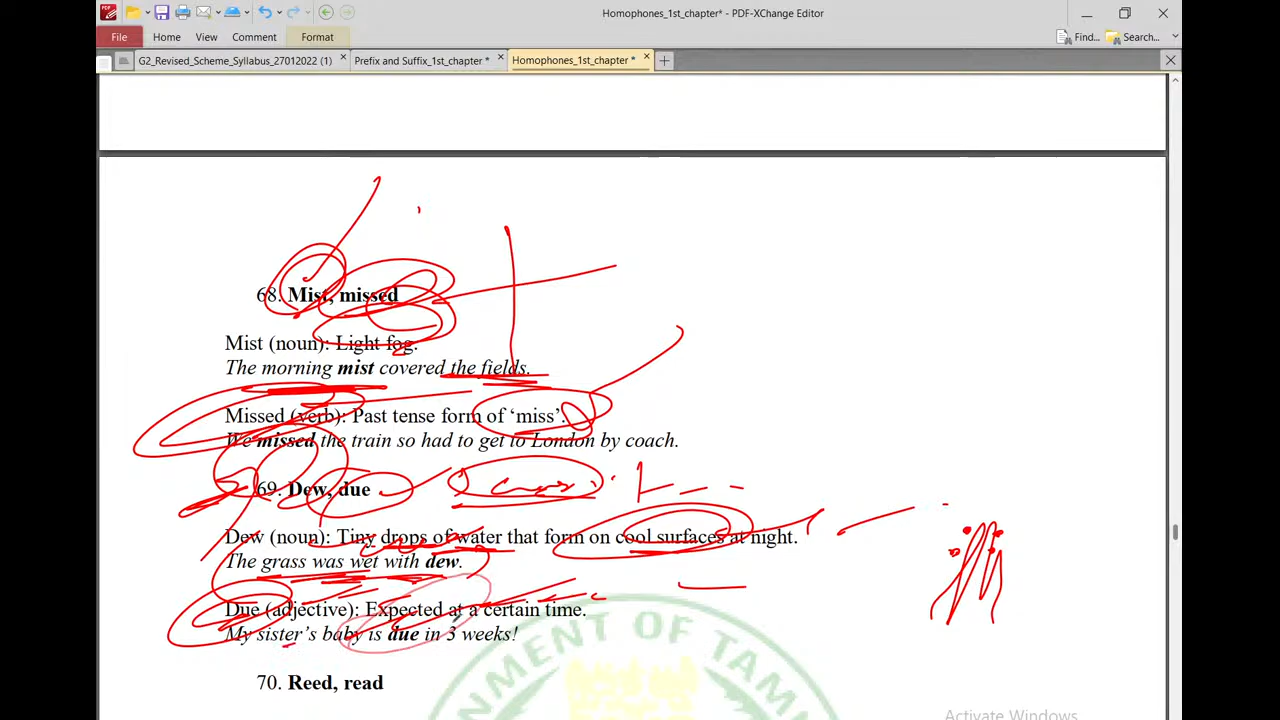 Homophones_1st_chapter* - PDF-XChange Editor
File Home View Comment Format Find... Search...
G2_Revised_Scheme_Syllabus_27012022 (1) Prefix and Suffix_1st_chapter * Homophones_1st_chapter *
68. Mist, missed
Mist (noun): Light fog.
The morning mist covered the fields.
Missed (verb): Past tense form of ‘miss’.
We missed the train so had to get to London by coach.
69. Dew, due
Dew (noun): Tiny drops of water that form on cool surfaces at night.
The grass was wet with dew.
Due (adjective): Expected at a certain time.
My sister’s baby is due in 3 weeks!
70. Reed, read
NMENT OF TAM
Activate Windows